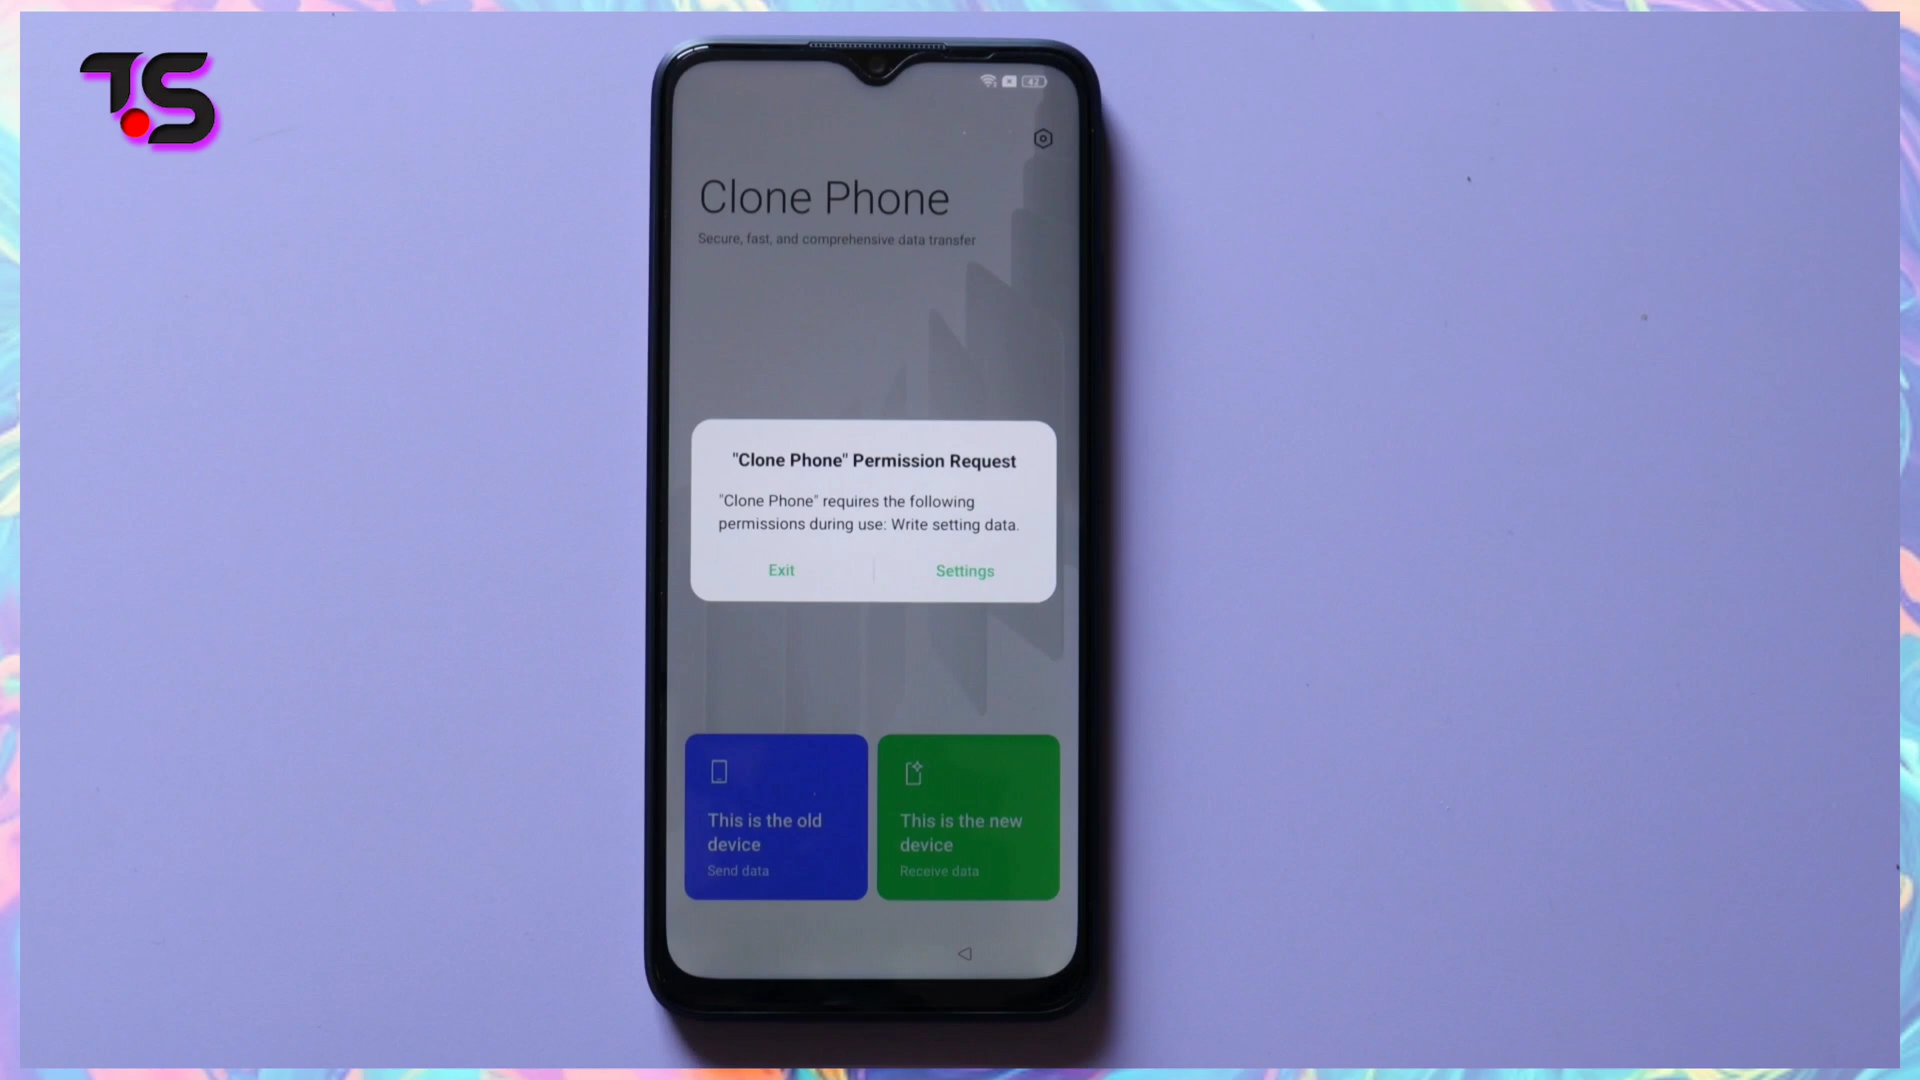 T.S
42
Clone Phone
Secure, fast, and comprehensive data transfer
"Clone Phone" Permission Request
"Clone Phone" requires the following
permissions during use: Write setting data.
Exit
Settings
This is the old
device
Send data
This is the new
device
Receive data